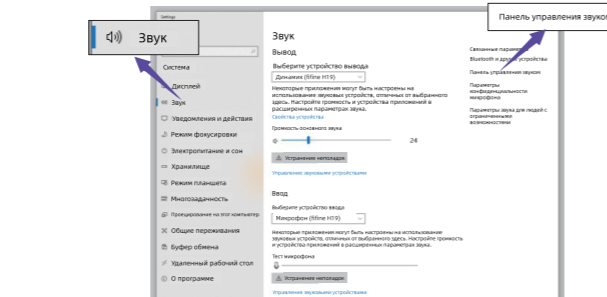 Settings
Панель управления звуком
Звук
Звук
Вывод
Выберите устройство вывода
Динамик (fifine H19)
Некоторые приложения могут быть настроены на
использование звуковых устройств, отличных от выбранного
здесь. Настройте громкость и устройства приложений в
расширенных параметрах звука.
Свойства устройства
Громкость основного звука
24
Устранение неполадок
Управление звуковыми устройствами
Ввод
Выберите устройство ввода
Микрофон (fifine H19)
Некоторые приложения могут быть настроены на использование
звуковых устройств, отличных от выбранного здесь. Настройте громкость
и устройства приложений в расширенных параметрах звука.
Тест микрофона
Устранение неполадок
Управление звуковыми устройствами
Система
Дисплей
Звук
Уведомления и действия
Режим фокусировки
Электропитание и сон
Хранилище
Режим планшета
Многозадачность
Проецирование на этот компьютер
Общие переживания
Буфер обмена
Удаленный рабочий стол
О программе
Связанные параметры
Bluetooth и другие устройства
Панель управления звуком
Параметры
конфиденциальности
микрофона
Параметры звука для людей с
ограниченными
возможностями